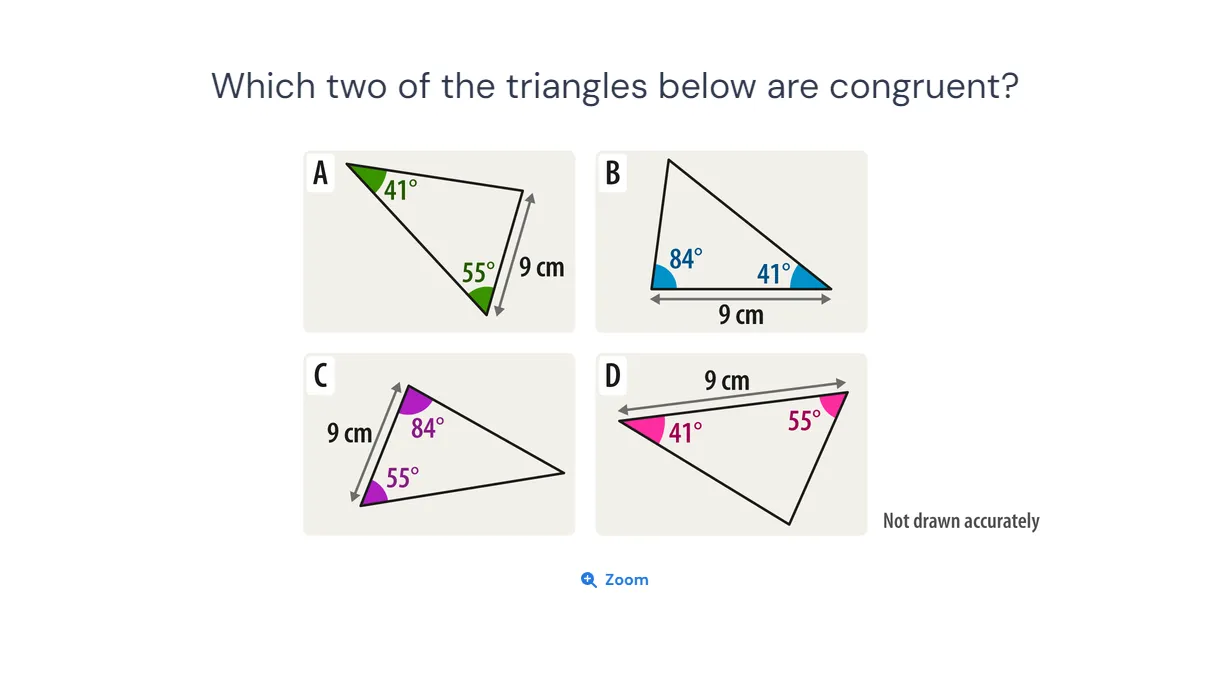 Which two of the triangles below are congruent?
A
41°
55°
9 cm
B
84°
41°
9 cm
C
9 cm
84°
55°
D
9 cm
41°
55°
Not drawn accurately
Zoom